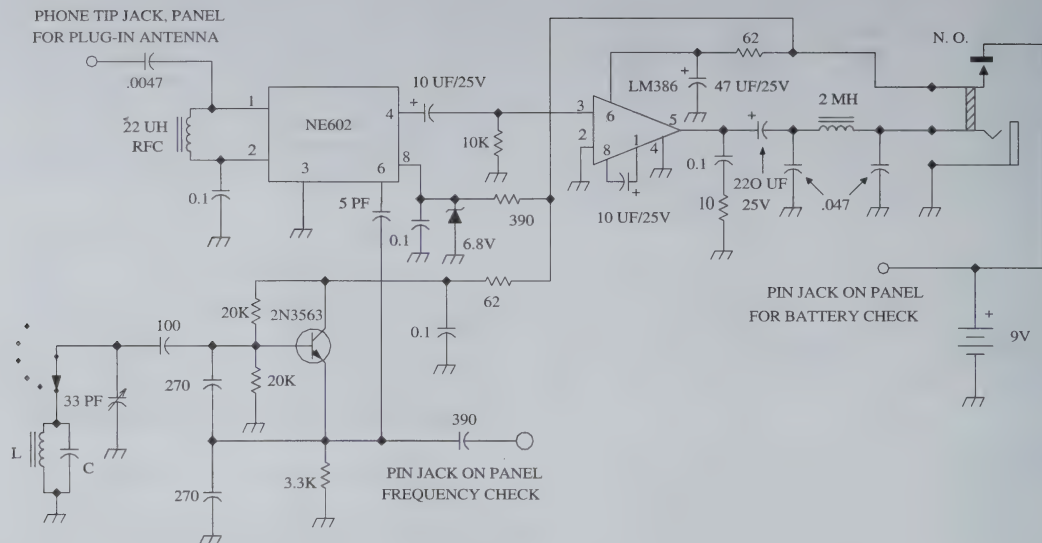 PHONE TIP JACK, PANEL
FOR PLUG-IN ANTENNA
.0047
22 UH
RFC
0.1
1
2
3
4
6
8
NE602
10 UF/25V
10K
5 PF
0.1
6.8V
390
62
0.1
3
2
6
8
1
4
5
LM386
10 UF/25V
47 UF/25V
62
0.1
10
22O UF
25V
2 MH
.047
N. O.
PIN JACK ON PANEL
FOR BATTERY CHECK
+
9V
100
20K
2N3563
20K
33 PF
270
270
L
C
3.3K
390
PIN JACK ON PANEL
FREQUENCY CHECK